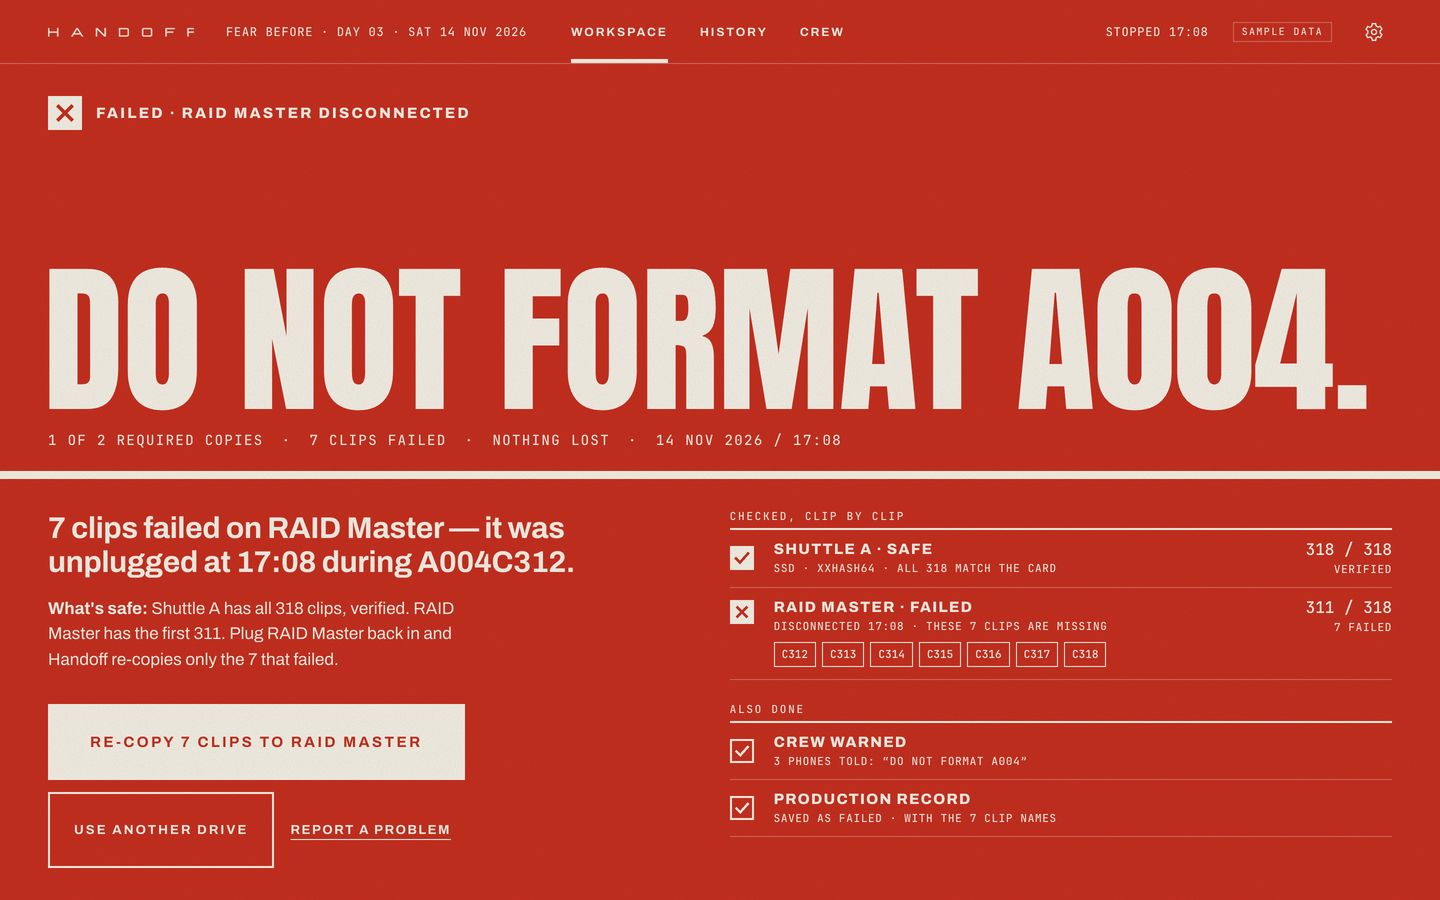 HANDOFF
FEAR BEFORE · DAY 03 · SAT 14 NOV 2026
WORKSPACE
HISTORY
CREW
STOPPED 17:08
SAMPLE DATA
FAILED · RAID MASTER DISCONNECTED
DO NOT FORMAT A004.
1 OF 2 REQUIRED COPIES · 7 CLIPS FAILED · NOTHING LOST · 14 NOV 2026 / 17:08
7 clips failed on RAID Master — it was
unplugged at 17:08 during A004C312.
What's safe: Shuttle A has all 318 clips, verified. RAID
Master has the first 311. Plug RAID Master back in and
Handoff re-copies only the 7 that failed.
RE-COPY 7 CLIPS TO RAID MASTER
USE ANOTHER DRIVE
REPORT A PROBLEM
CHECKED, CLIP BY CLIP
SHUTTLE A · SAFE
318 / 318
SSD · XXHASH64 · ALL 318 MATCH THE CARD
VERIFIED
RAID MASTER · FAILED
311 / 318
DISCONNECTED 17:08 · THESE 7 CLIPS ARE MISSING
7 FAILED
C312 C313 C314 C315 C316 C317 C318
ALSO DONE
CREW WARNED
3 PHONES TOLD: “DO NOT FORMAT A004”
PRODUCTION RECORD
SAVED AS FAILED · WITH THE 7 CLIP NAMES